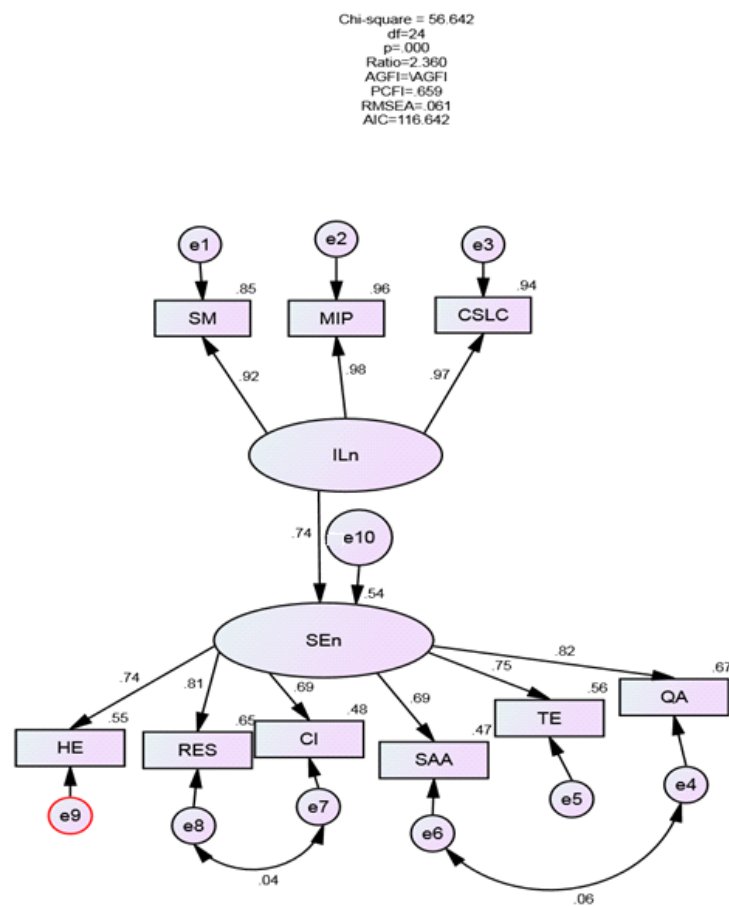 Chi-square = 56.642
df=24
p=.000
Ratio=2.360
AGFI=\AGFI
PCFI=.659
RMSEA=.061
AIC=116.642
e1 e2 e3
.85 .96 .94
SM MIP CSLC
.92 .98 .97
ILn
.74 e10
.54
SEn
.74 .81 .69 .69 .75 .82
.55 .65 .48 .47 .56 .67
HE RES CI SAA TE QA
e9 e8 e7 e6 e5 e4
.04 .06